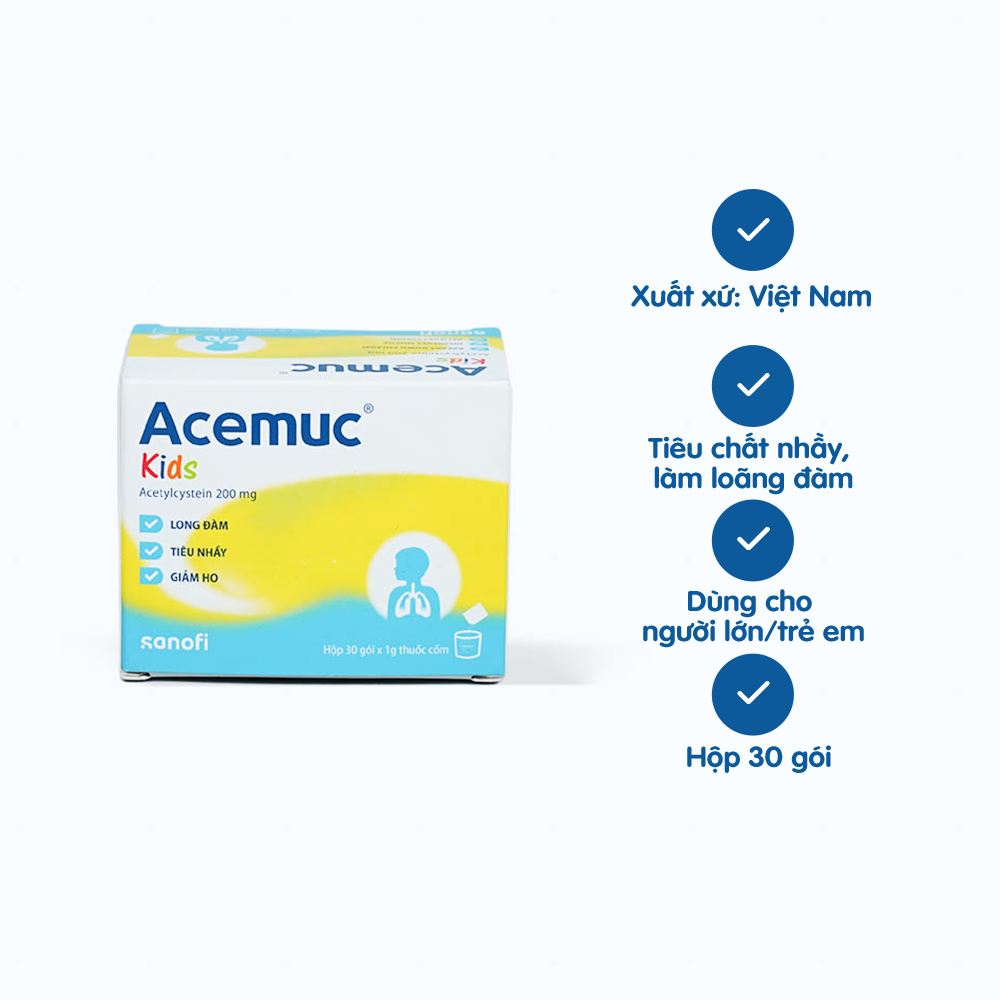 sanofi
Kids
Acemuc®
Acemuc®
Kids
Acetylcystein 200 mg
LONG ĐÀM
TIÊU NHẦY
GIẢM HO
sanofi
Hộp 30 gói x 1g thuốc cốm
Xuất xứ: Việt Nam
Tiêu chất nhầy,
làm loãng đàm
Dùng cho
người lớn/trẻ em
Hộp 30 gói